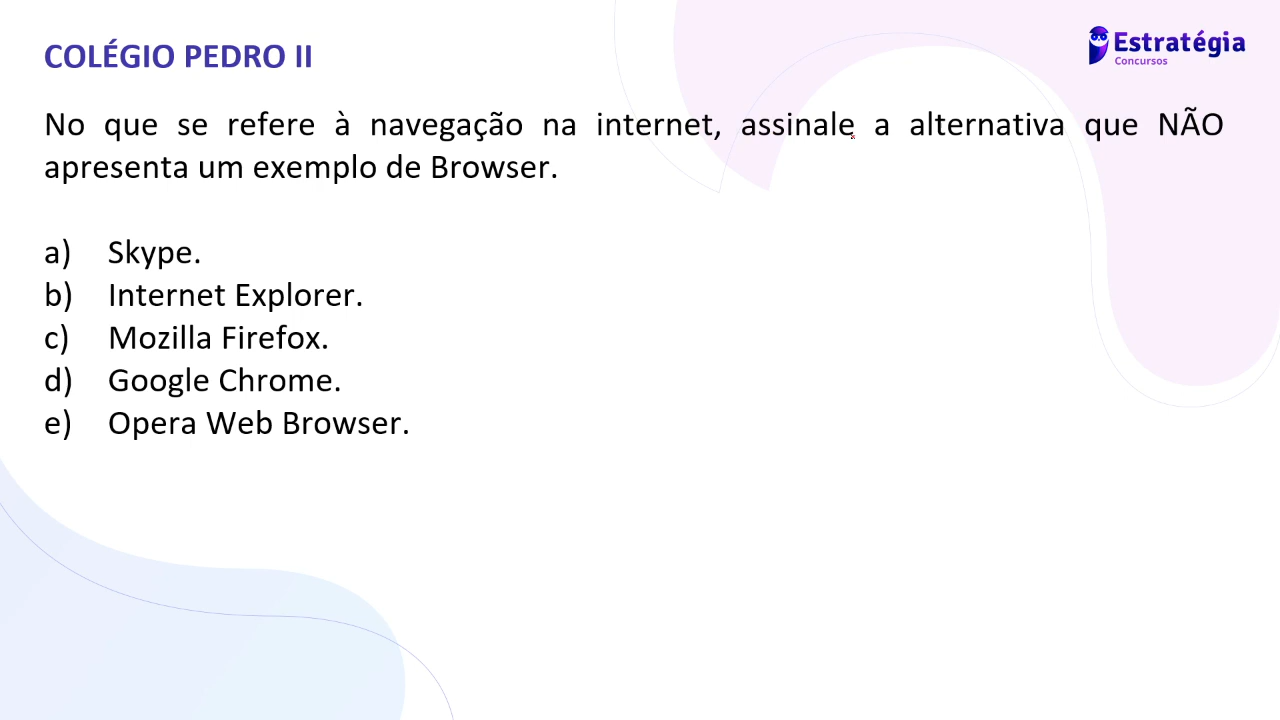 COLÉGIO PEDRO II
Estratégia
Concursos
No que se refere à navegação na internet, assinale a alternativa que NÃO
apresenta um exemplo de Browser.
a) Skype.
b) Internet Explorer.
c) Mozilla Firefox.
d) Google Chrome.
e) Opera Web Browser.